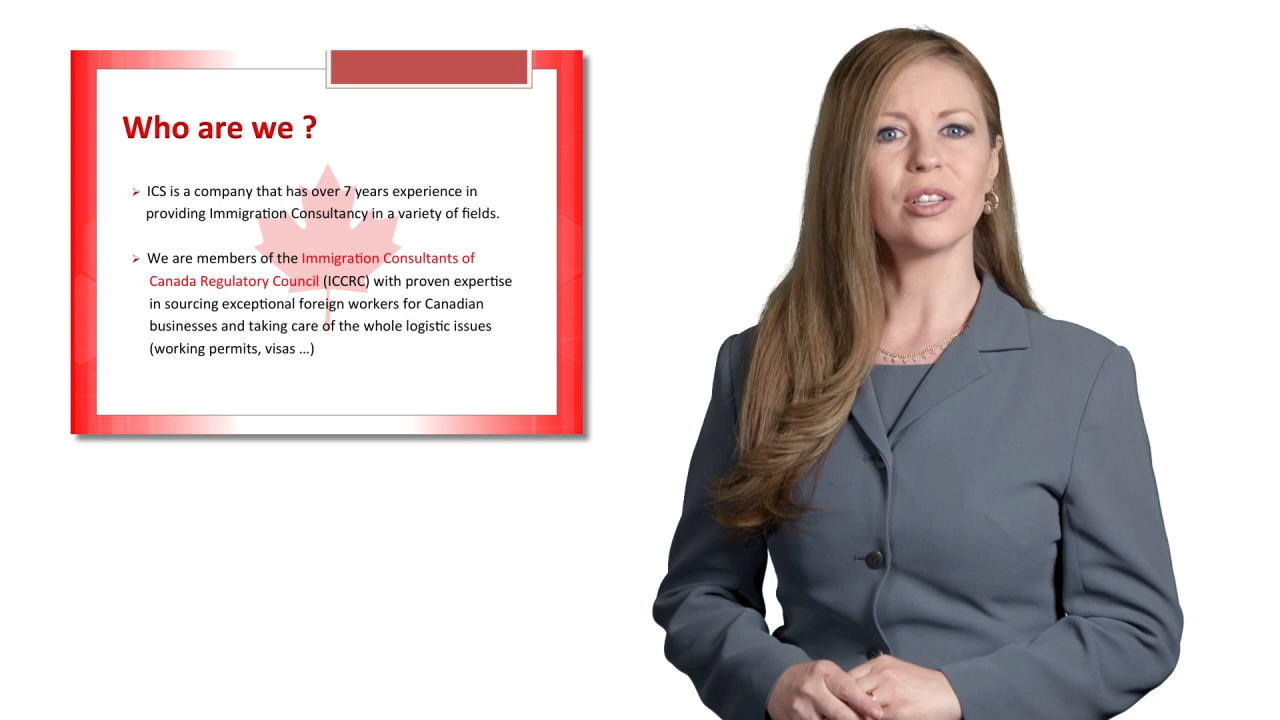 Who are we ?
➢ ICS is a company that has over 7 years experience in
providing Immigration Consultancy in a variety of fields.
➢ We are members of the Immigration Consultants of
Canada Regulatory Council (ICCRC) with proven expertise
in sourcing exceptional foreign workers for Canadian
businesses and taking care of the whole logistic issues
(working permits, visas ...)